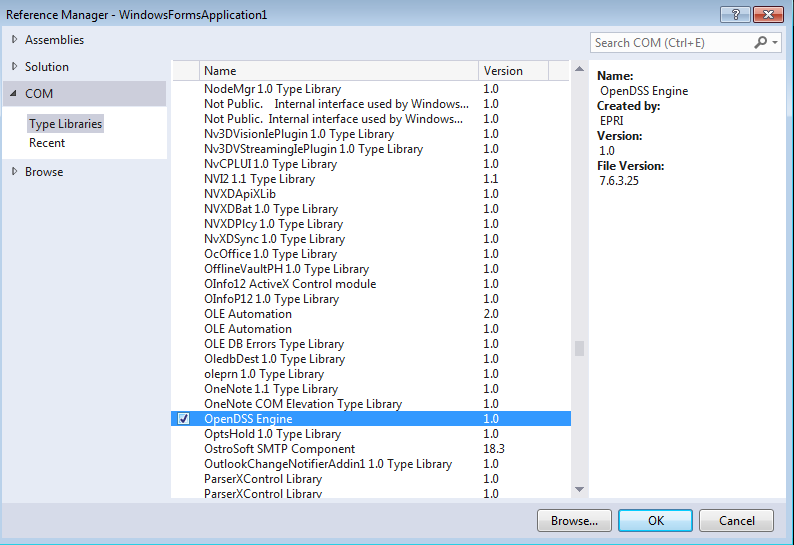 Reference Manager - WindowsFormsApplication1
Assemblies
Solution
COM
Type Libraries
Recent
Browse
Search COM (Ctrl+E)
Name Version
NodeMgr 1.0 Type Library 1.0
Not Public. Internal interface used by Windows... 1.0
Not Public. Internal interface used by Windows... 1.0
Nv3DVisionIePlugin 1.0 Type Library 1.0
Nv3DVStreamingIePlugin 1.0 Type Library 1.0
NvCPLUI 1.0 Type Library 1.0
NVI2 1.1 Type Library 1.1
NVXDApiXLib 1.0
NVXDBat 1.0 Type Library 1.0
NVXDPlcy 1.0 Type Library 1.0
NvXDSync 1.0 Type Library 1.0
OcOffice 1.0 Type Library 1.0
OfflineVaultPH 1.0 Type Library 1.0
OInfo12 ActiveX Control module 1.0
OInfoP12 1.0 Type Library 1.0
OLE Automation 2.0
OLE Automation 1.0
OLE DB Errors Type Library 1.0
OledbDest 1.0 Type Library 1.0
oleprn 1.0 Type Library 1.0
OneNote 1.1 Type Library 1.0
OneNote COM Elevation Type Library 1.0
OpenDSS Engine 1.0
OptsHold 1.0 Type Library 1.0
OstroSoft SMTP Component 18.3
OutlookChangeNotifierAddin1 1.0 Type Library 1.0
ParserXControl Library 1.0
ParserXControl Library 1.0
Name:
OpenDSS Engine
Created by:
EPRI
Version:
1.0
File Version:
7.6.3.25
Browse... OK Cancel